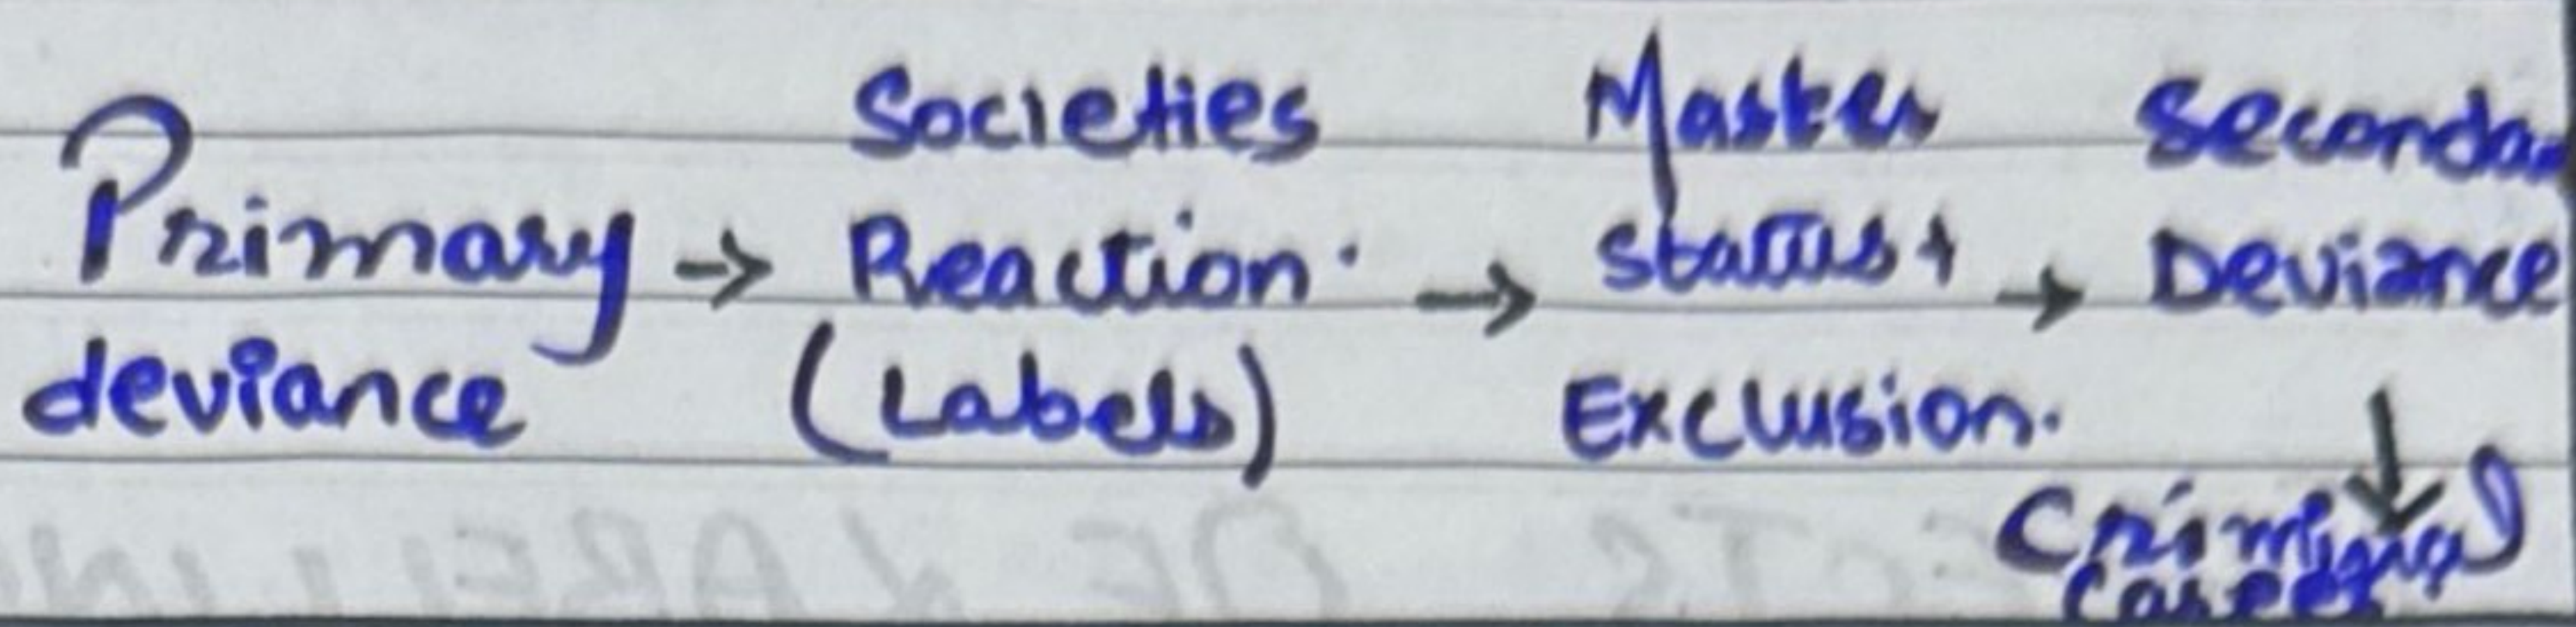 Primary
deviance
→
Societies
Reaction.
(Labels)
→
Master
Status +
Exclusion.
→
Seconda
Deviance
↓
Criminal
Career